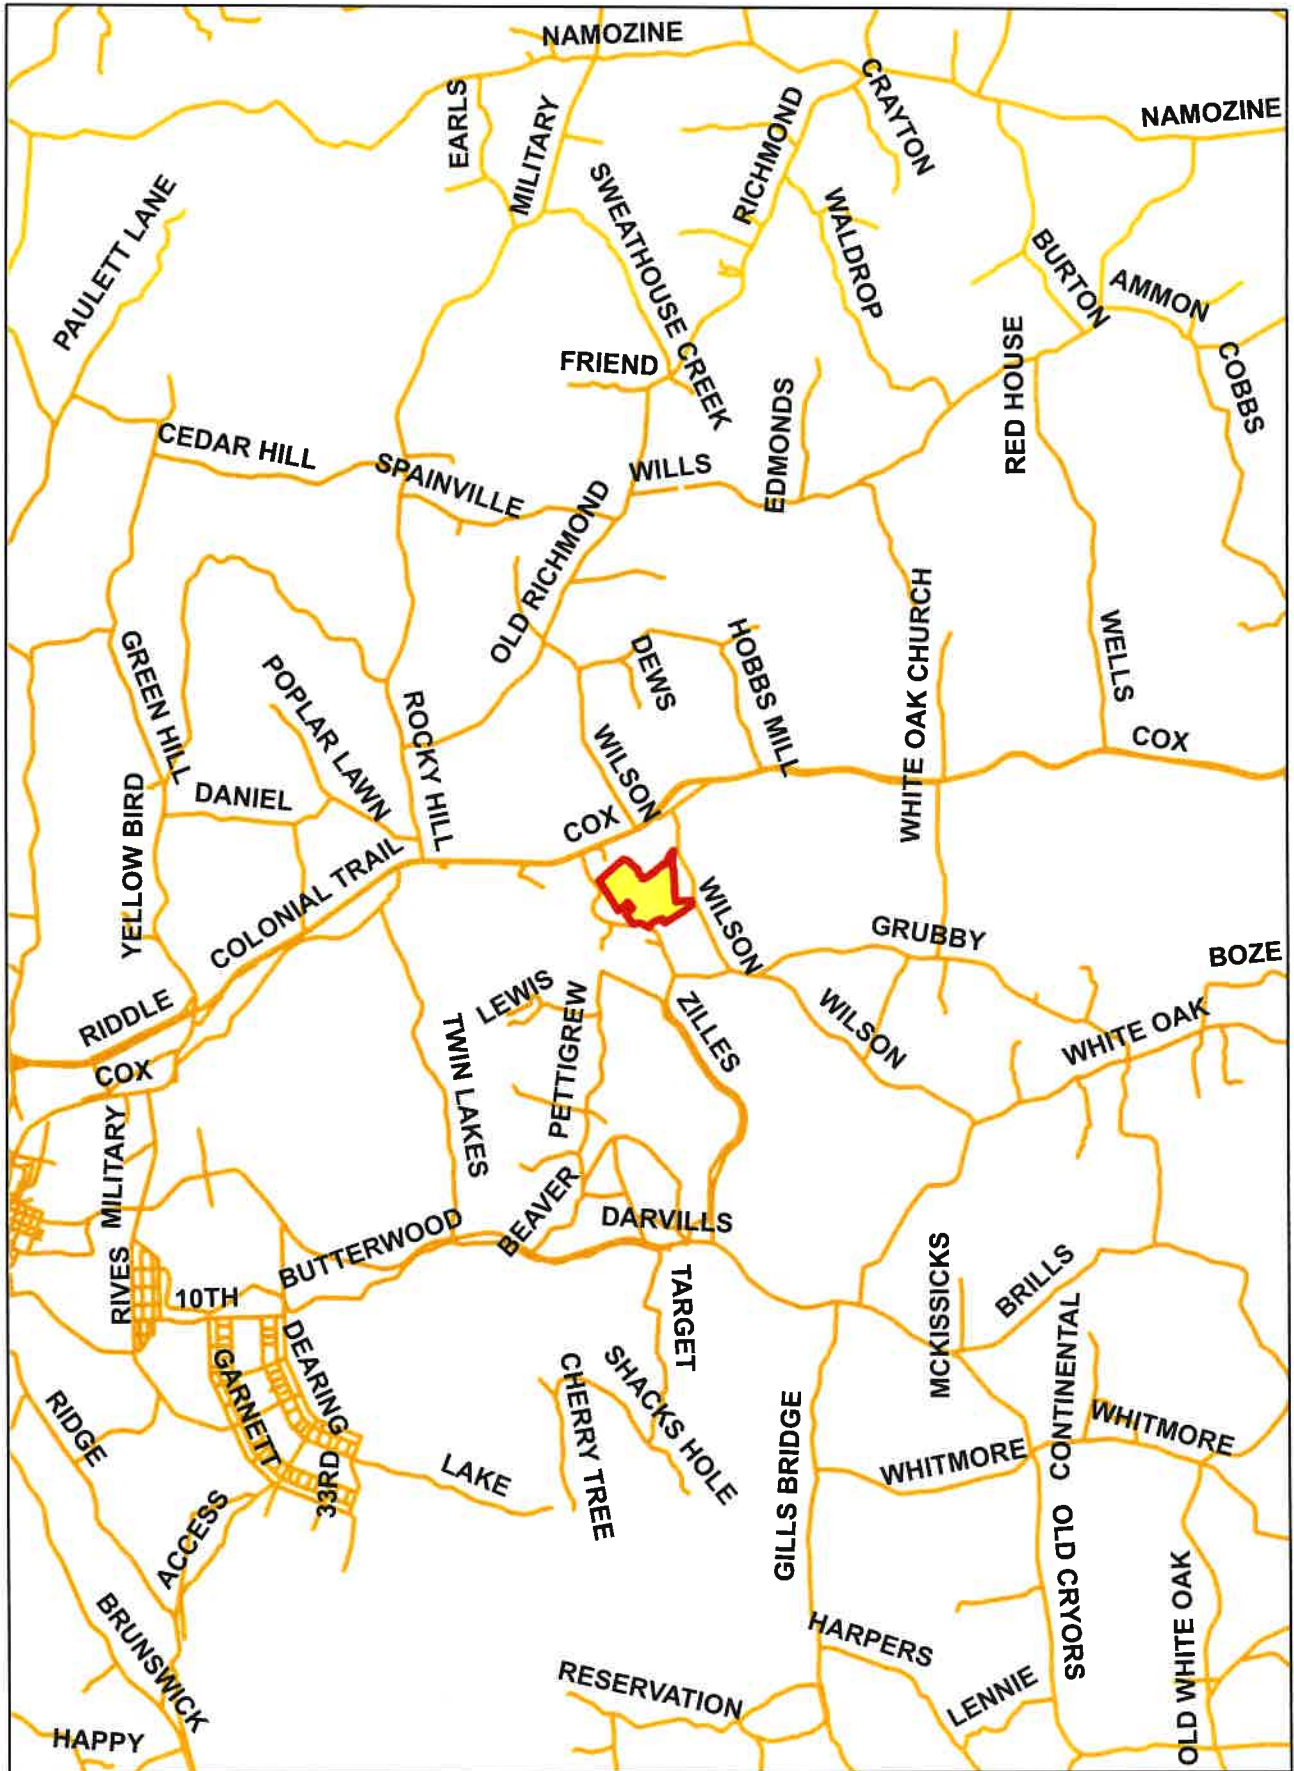 NAMOZINE
CRAYTON
EARLS
MILITARY
RICHMOND
NAMOZINE
SWEATHOUSE CREEK
PAULETT LANE
WALDROP
BURTON
AMMON
FRIEND
RED HOUSE
COBBS
EDMONDS
CEDAR HILL
SPAINVILLE
WILLS
OLD RICHMOND
WHITE OAK CHURCH
GREEN HILL
POPLAR LAWN
DEWS
HOBBS MILL
WELLS
ROCKY HILL
WILSON
COX
YELLOW BIRD
DANIEL
COX
COLONIAL TRAIL
WILSON
GRUBBY
BOZE
RIDDLE
LEWIS
PETTIGREW
ZILLES
WILSON
WHITE OAK
COX
TWIN LAKES
MILITARY
BEAVER
DARVILLS
BUTTERWOOD
RIVES
10TH
TARGET
MCKISSICKS
BRILLS
CONTINENTAL
DEARING
GARNETT
CHERRY TREE
SHACKS HOLE
RIDGE
GILLS BRIDGE
WHITMORE
WHITMORE
33RD
LAKE
ACCESS
OLD CRYORS
OLD WHITE OAK
BRUNSWICK
HARPERS
RESERVATION
LENNIE
HAPPY